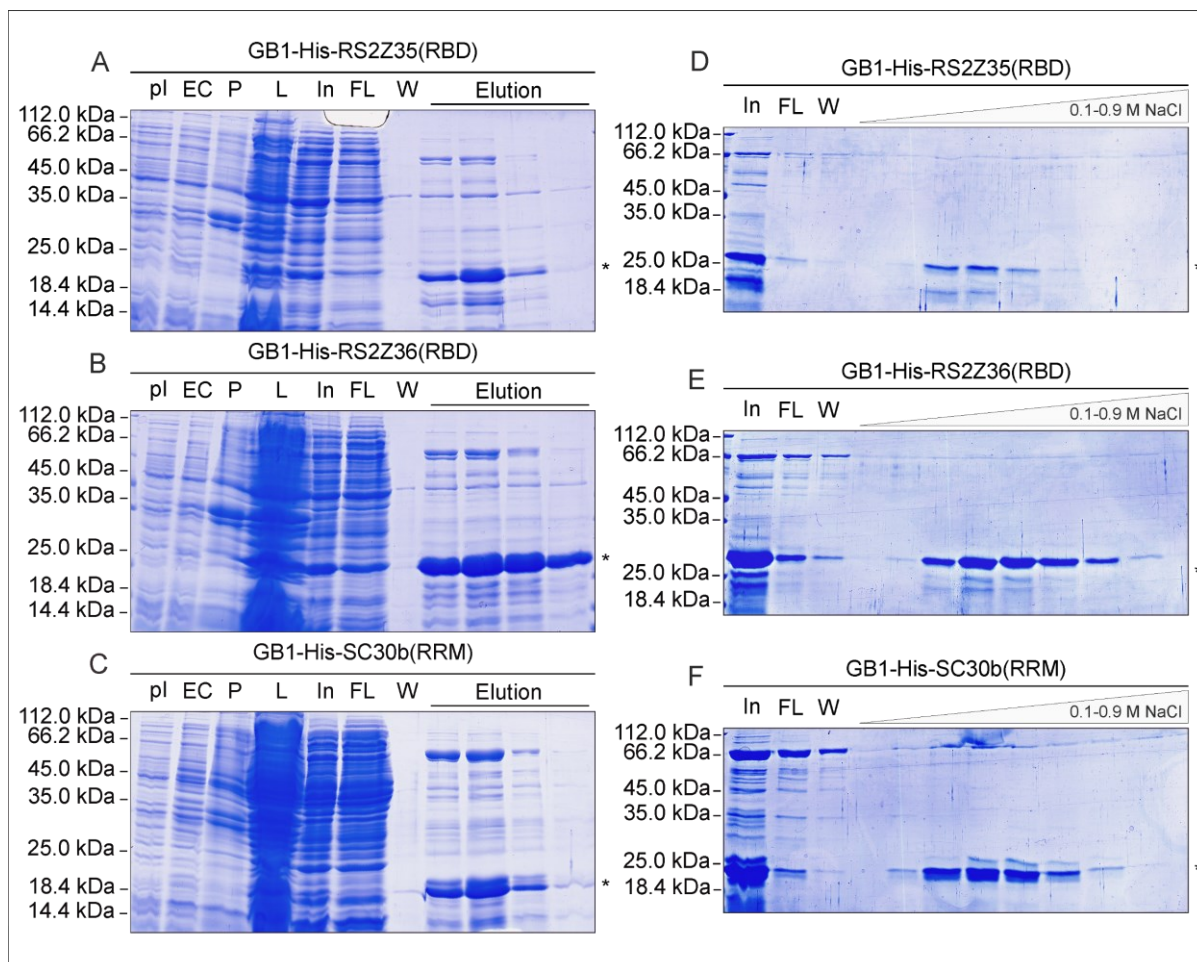 A
GB1-His-RS2Z35(RBD)
pI EC P L In FL W Elution
112.0 kDa
66.2 kDa
45.0 kDa
35.0 kDa
25.0 kDa
18.4 kDa
14.4 kDa
*
B
GB1-His-RS2Z36(RBD)
pI EC P L In FL W Elution
112.0 kDa
66.2 kDa
45.0 kDa
35.0 kDa
25.0 kDa
18.4 kDa
14.4 kDa
*
C
GB1-His-SC30b(RRM)
pI EC P L In FL W Elution
112.0 kDa
66.2 kDa
45.0 kDa
35.0 kDa
25.0 kDa
18.4 kDa
14.4 kDa
*
D
GB1-His-RS2Z35(RBD)
In FL W 0.1-0.9 M NaCl
112.0 kDa
66.2 kDa
45.0 kDa
35.0 kDa
25.0 kDa
18.4 kDa
*
E
GB1-His-RS2Z36(RBD)
In FL W 0.1-0.9 M NaCl
112.0 kDa
66.2 kDa
45.0 kDa
35.0 kDa
25.0 kDa
18.4 kDa
*
F
GB1-His-SC30b(RRM)
In FL W 0.1-0.9 M NaCl
112.0 kDa
66.2 kDa
45.0 kDa
35.0 kDa
25.0 kDa
18.4 kDa
*